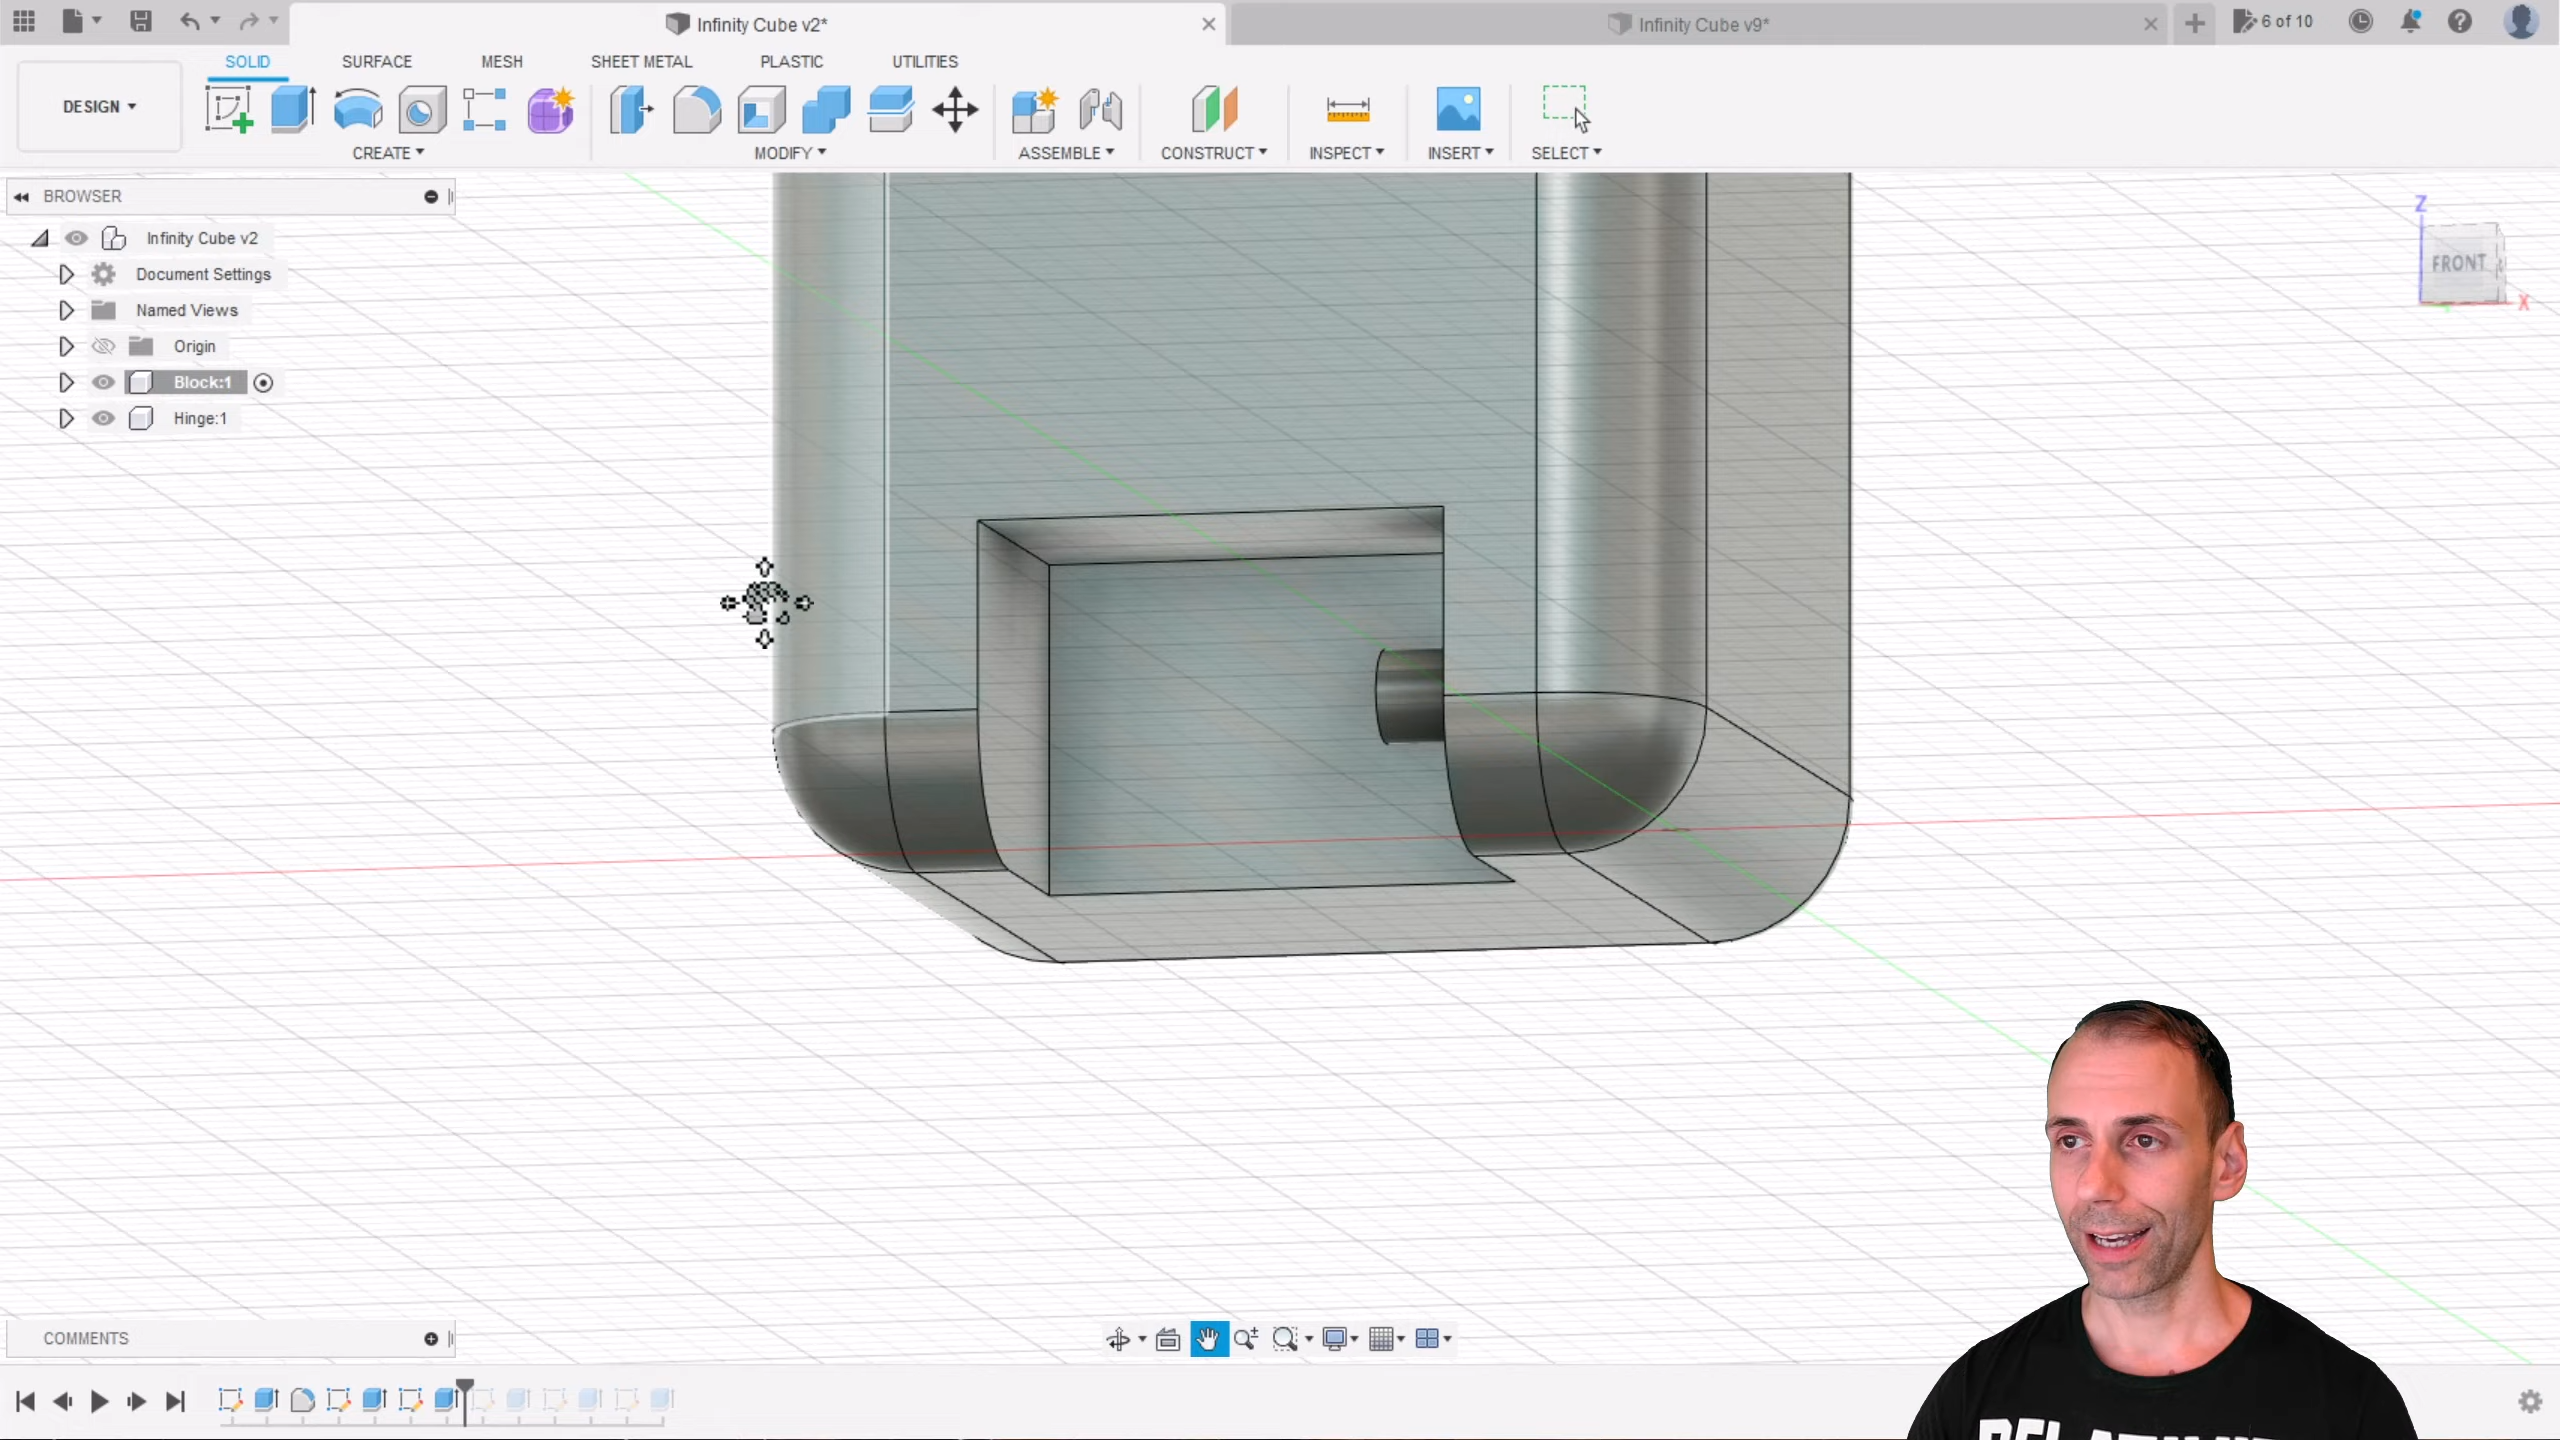 Infinity Cube v2*
Infinity Cube v9*
6 of 10
SOLID
SURFACE
MESH
SHEET METAL
PLASTIC
UTILITIES
DESIGN
CREATE
MODIFY
ASSEMBLE
CONSTRUCT
INSPECT
INSERT
SELECT
BROWSER
Infinity Cube v2
Document Settings
Named Views
Origin
Block:1
Hinge:1
Z
FRONT
X
COMMENTS